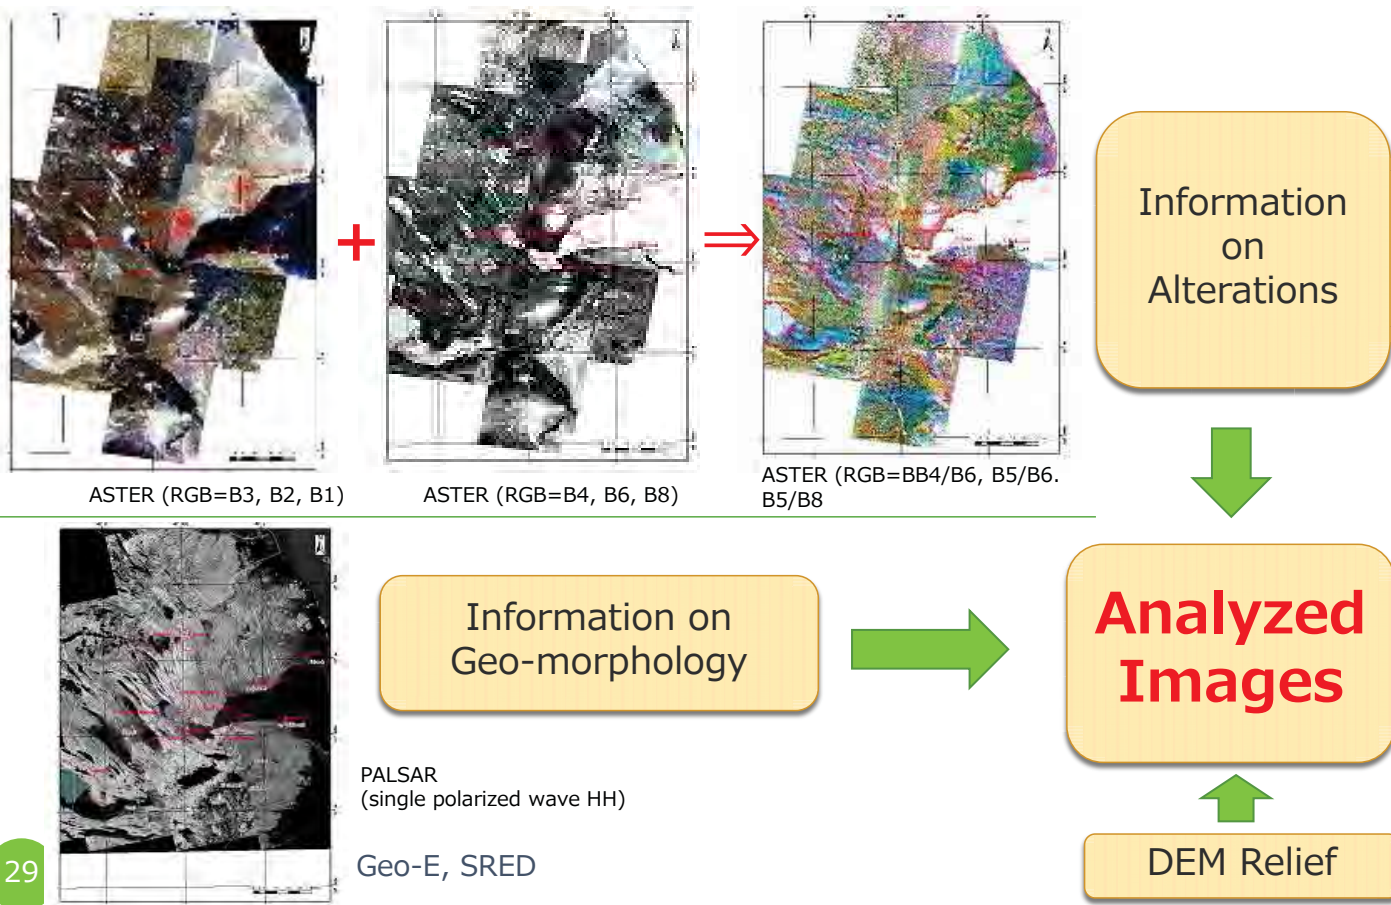 +
⇒
Information
on
Alterations
ASTER (RGB=B3, B2, B1)
ASTER (RGB=B4, B6, B8)
ASTER (RGB=BB4/B6, B5/B6.
B5/B8
Information on
Geo-morphology
Analyzed
Images
PALSAR
(single polarized wave HH)
DEM Relief
29
Geo-E, SRED